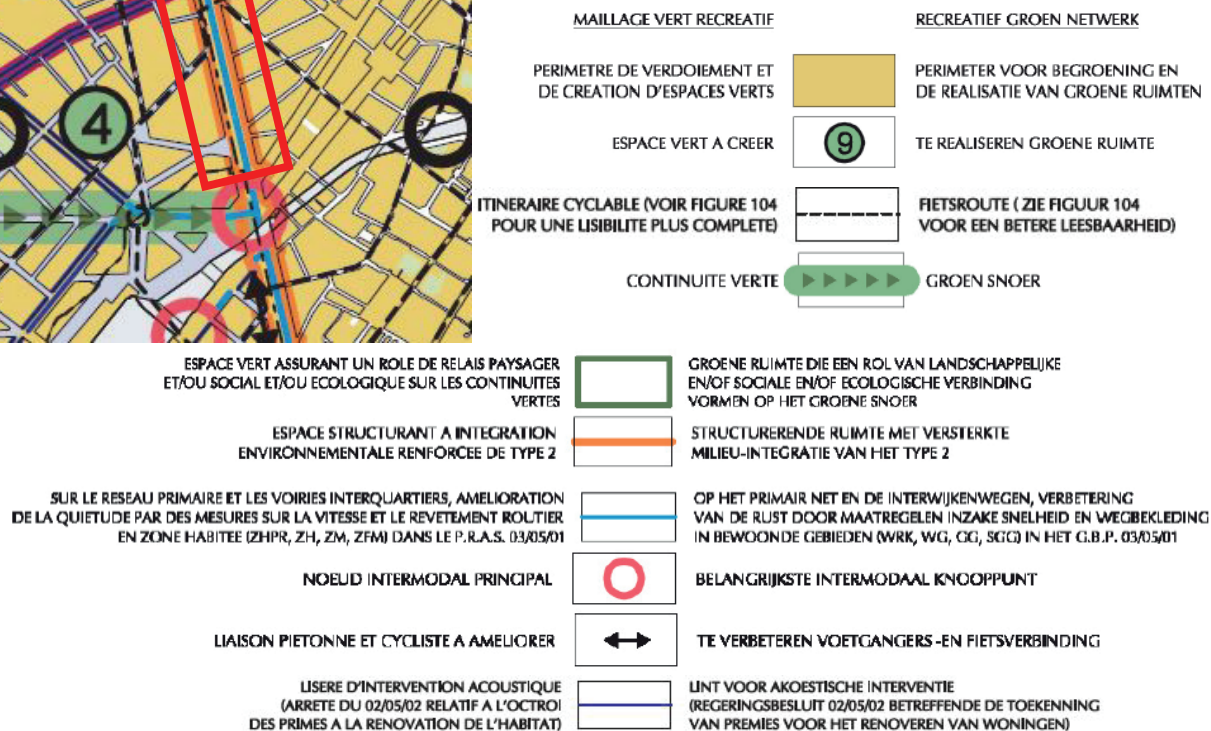 4
MAILLAGE VERT RECREATIF
RECREATIEF GROEN NETWERK
PERIMETRE DE VERDOIEMENT ET
DE CREATION D'ESPACES VERTS
PERIMETER VOOR BEGROENING EN
DE REALISATIE VAN GROENE RUIMTEN
ESPACE VERT A CREER
9
TE REALISEREN GROENE RUIMTE
ITINERAIRE CYCLABLE (VOIR FIGURE 104
POUR UNE LISIBILITE PLUS COMPLETE)
FIETSROUTE ( ZIE FIGUUR 104
VOOR EEN BETERE LEESBAARHEID)
CONTINUITE VERTE
GROEN SNOER
ESPACE VERT ASSURANT UN ROLE DE RELAIS PAYSAGER
ET/OU SOCIAL ET/OU ECOLOGIQUE SUR LES CONTINUITES
VERTES
GROENE RUIMTE DIE EEN ROL VAN LANDSCHAPPELIJKE
EN/OF SOCIALE EN/OF ECOLOGISCHE VERBINDING
VORMEN OP HET GROENE SNOER
ESPACE STRUCTURANT A INTEGRATION
ENVIRONNEMENTALE RENFORCEE DE TYPE 2
STRUCTURERENDE RUIMTE MET VERSTERKTE
MILIEU-INTEGRATIE VAN HET TYPE 2
SUR LE RESEAU PRIMAIRE ET LES VOIRIES INTERQUARTIERS, AMELIORATION
DE LA QUIETUDE PAR DES MESURES SUR LA VITESSE ET LE REVETEMENT ROUTIER
EN ZONE HABITEE (ZHPR, ZH, ZM, ZFM) DANS LE P.R.A.S. 03/05/01
OP HET PRIMAIR NET EN DE INTERWIJKENWEGEN, VERBETERING
VAN DE RUST DOOR MAATREGELEN INZAKE SNELHEID EN WEGBEKLEDING
IN BEWOONDE GEBIEDEN (WRK, WG, GG, SGG) IN HET G.B.P. 03/05/01
NOEUD INTERMODAL PRINCIPAL
BELANGRIJKSTE INTERMODAAL KNOOPPUNT
LIAISON PIETONNE ET CYCLISTE A AMELIORER
TE VERBETEREN VOETGANGERS -EN FIETSVERBINDING
LISERE D'INTERVENTION ACOUSTIQUE
(ARRETE DU 02/05/02 RELATIF A L'OCTROI
DES PRIMES A LA RENOVATION DE L'HABITAT)
LINT VOOR AKOESTISCHE INTERVENTIE
(REGERINGSBESLUIT 02/05/02 BETREFFENDE DE TOEKENNING
VAN PREMIES VOOR HET RENOVEREN VAN WONINGEN)